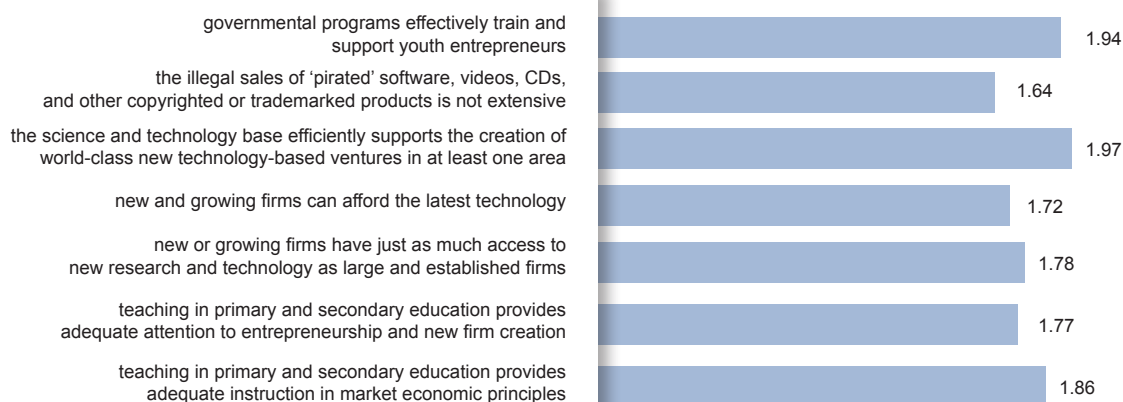 governmental programs effectively train and
support youth entrepreneurs
1.94
the illegal sales of ‘pirated’ software, videos, CDs,
and other copyrighted or trademarked products is not extensive
1.64
the science and technology base efficiently supports the creation of
world-class new technology-based ventures in at least one area
1.97
new and growing firms can afford the latest technology
1.72
new or growing firms have just as much access to
new research and technology as large and established firms
1.78
teaching in primary and secondary education provides
adequate attention to entrepreneurship and new firm creation
1.77
teaching in primary and secondary education provides
adequate instruction in market economic principles
1.86